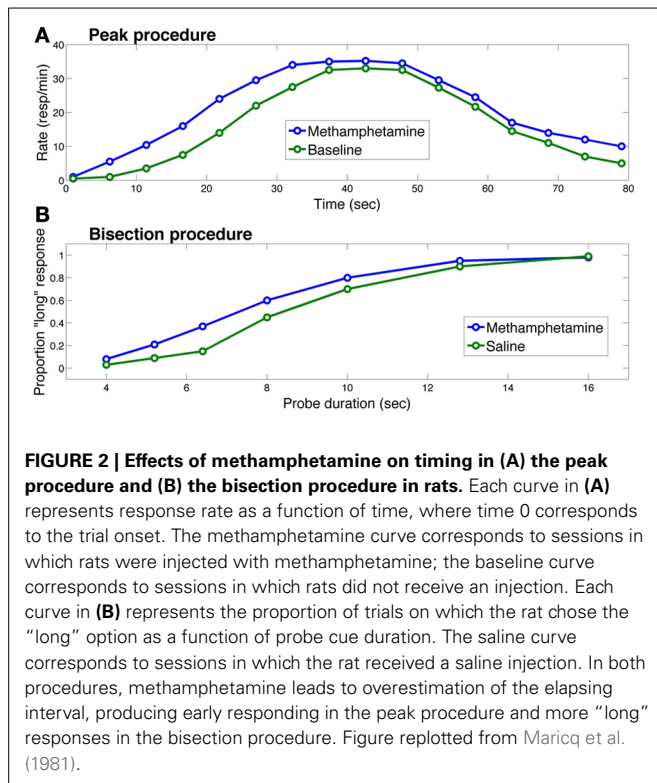 A
Peak procedure
40
30
20
10
0
Rate (resp/min)
Methamphetamine
Baseline
0 10 20 30 40 50 60 70 80
Time (sec)
B
Bisection procedure
1
0.8
0.6
0.4
0.2
0
Proportion "long" response
Methamphetamine
Saline
4 6 8 10 12 14 16
Probe duration (sec)
FIGURE 2 | Effects of methamphetamine on timing in (A) the peak
procedure and (B) the bisection procedure in rats. Each curve in (A)
represents response rate as a function of time, where time 0 corresponds
to the trial onset. The methamphetamine curve corresponds to sessions in
which rats were injected with methamphetamine; the baseline curve
corresponds to sessions in which rats did not receive an injection. Each
curve in (B) represents the proportion of trials on which the rat chose the
“long” option as a function of probe cue duration. The saline curve
corresponds to sessions in which the rat received a saline injection. In both
procedures, methamphetamine leads to overestimation of the elapsing
interval, producing early responding in the peak procedure and more “long”
responses in the bisection procedure. Figure replotted from Maricq et al.
(1981).